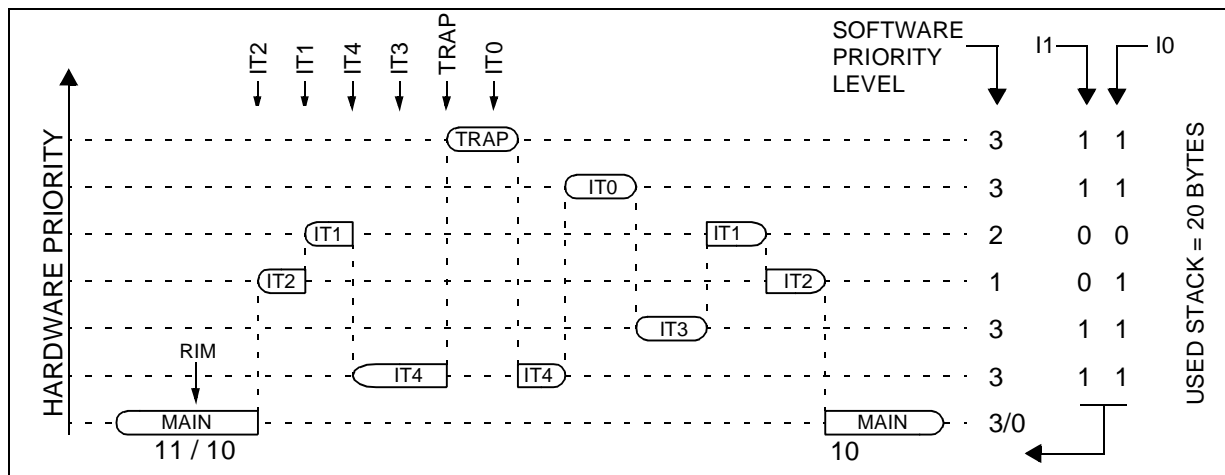 IT2
IT1
IT4
IT3
TRAP
IT0
SOFTWARE
PRIORITY
LEVEL
I1
I0
HARDWARE PRIORITY
USED STACK = 20 BYTES
TRAP
3
1 1
IT0
3
1 1
IT1
IT1
2
0 0
IT2
IT2
1
0 1
IT3
3
1 1
RIM
IT4
IT4
3
1 1
MAIN
MAIN
3/0
11 / 10
10